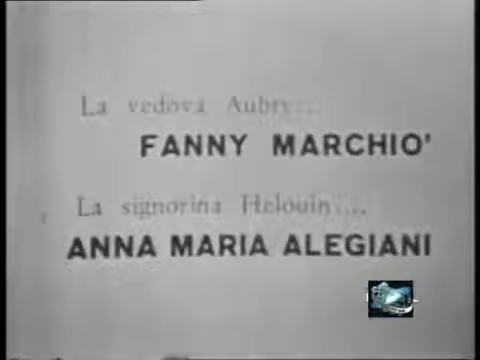 La vedova Aubry...
FANNY MARCHIO'
La signorina Helouin....
ANNA MARIA ALEGIANI